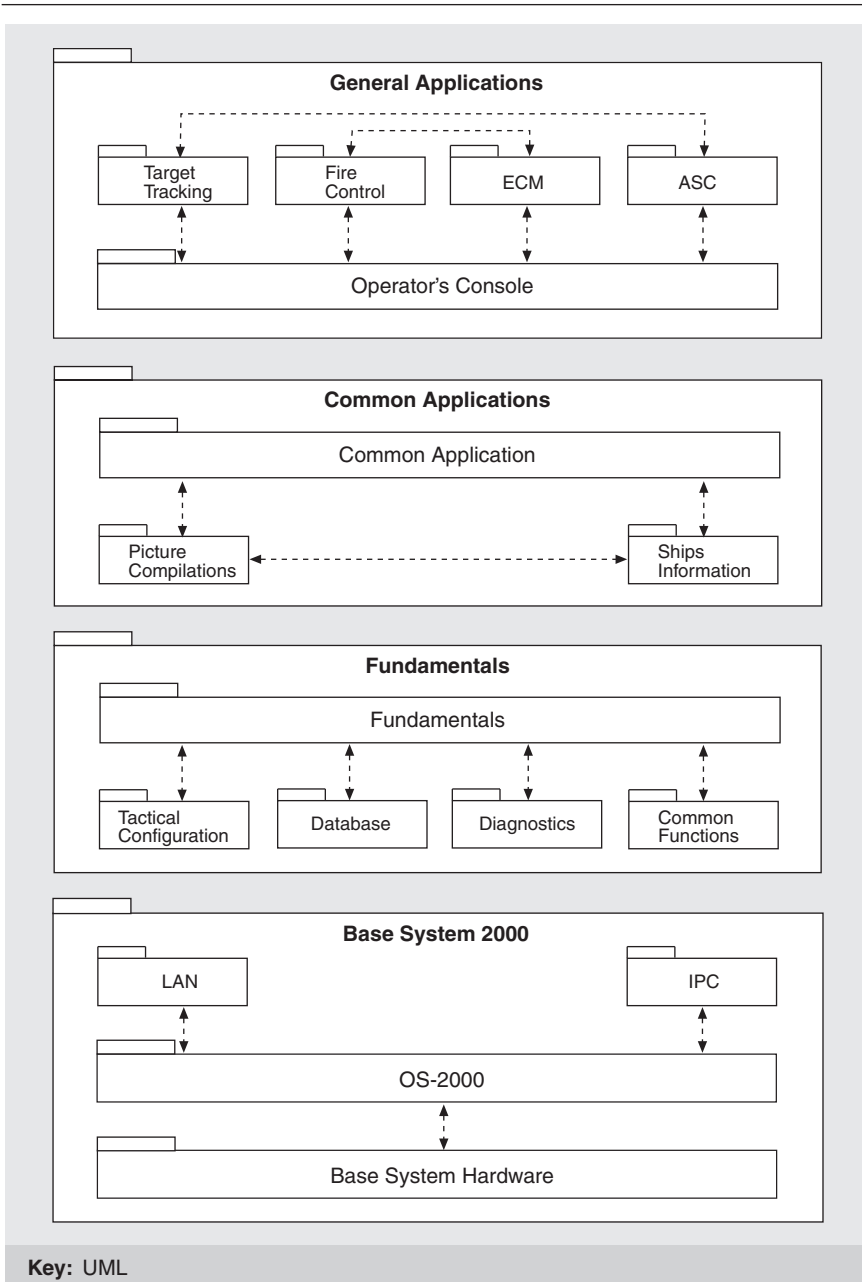 General Applications
Target
Tracking
Fire
Control
ECM
ASC
Operator's Console
Common Applications
Common Application
Picture
Compilations
Ships
Information
Fundamentals
Fundamentals
Tactical
Configuration
Database
Diagnostics
Common
Functions
Base System 2000
LAN
IPC
OS-2000
Base System Hardware
Key: UML